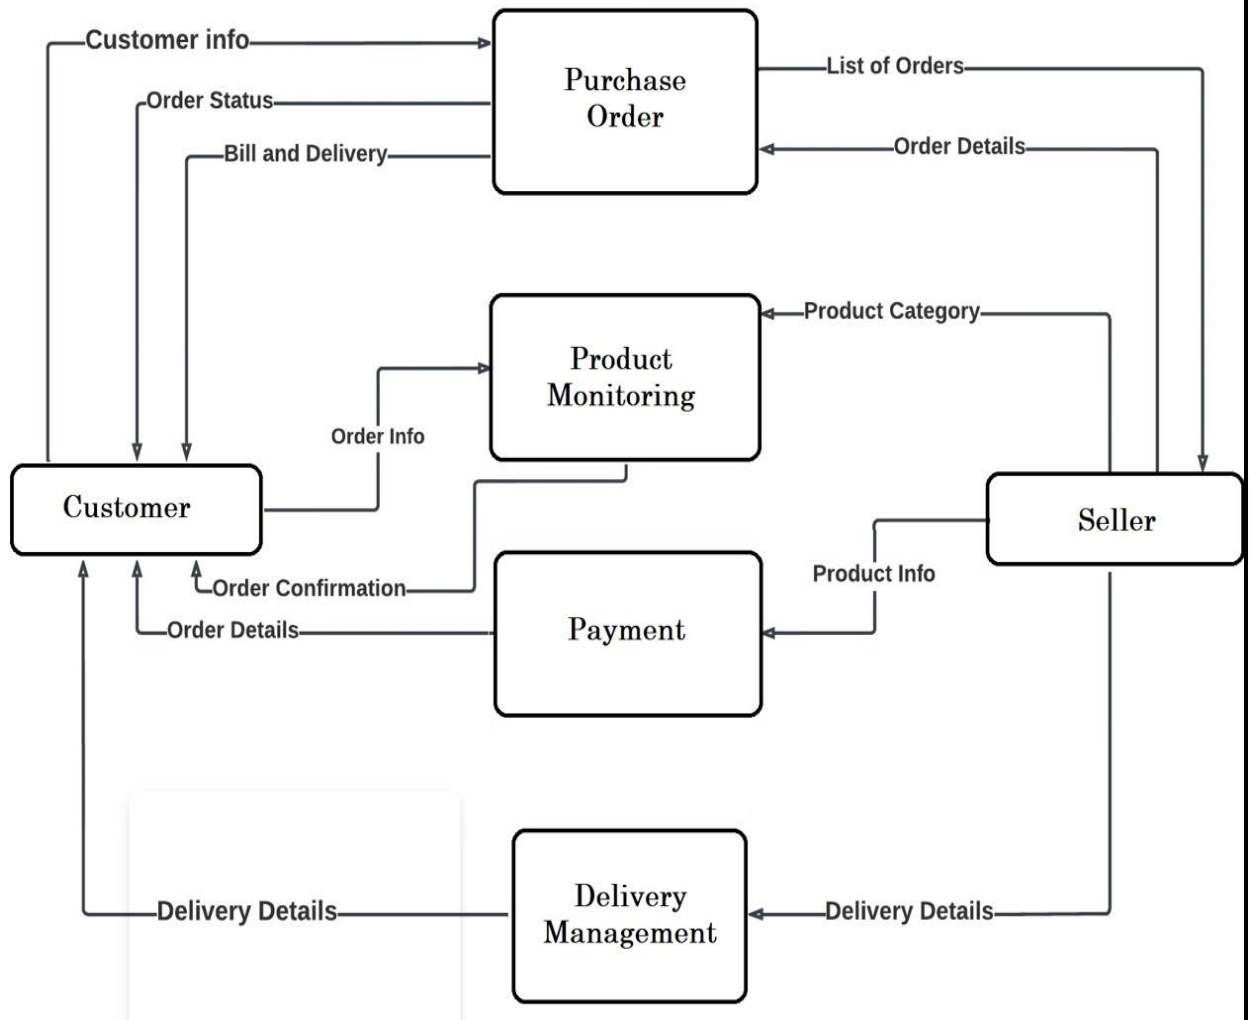 Customer info
Purchase
Order
List of Orders
Order Status
Order Details
Bill and Delivery
Product Category
Product
Monitoring
Order Info
Customer
Seller
Product Info
Order Confirmation
Order Details
Payment
Delivery
Management
Delivery Details
Delivery Details